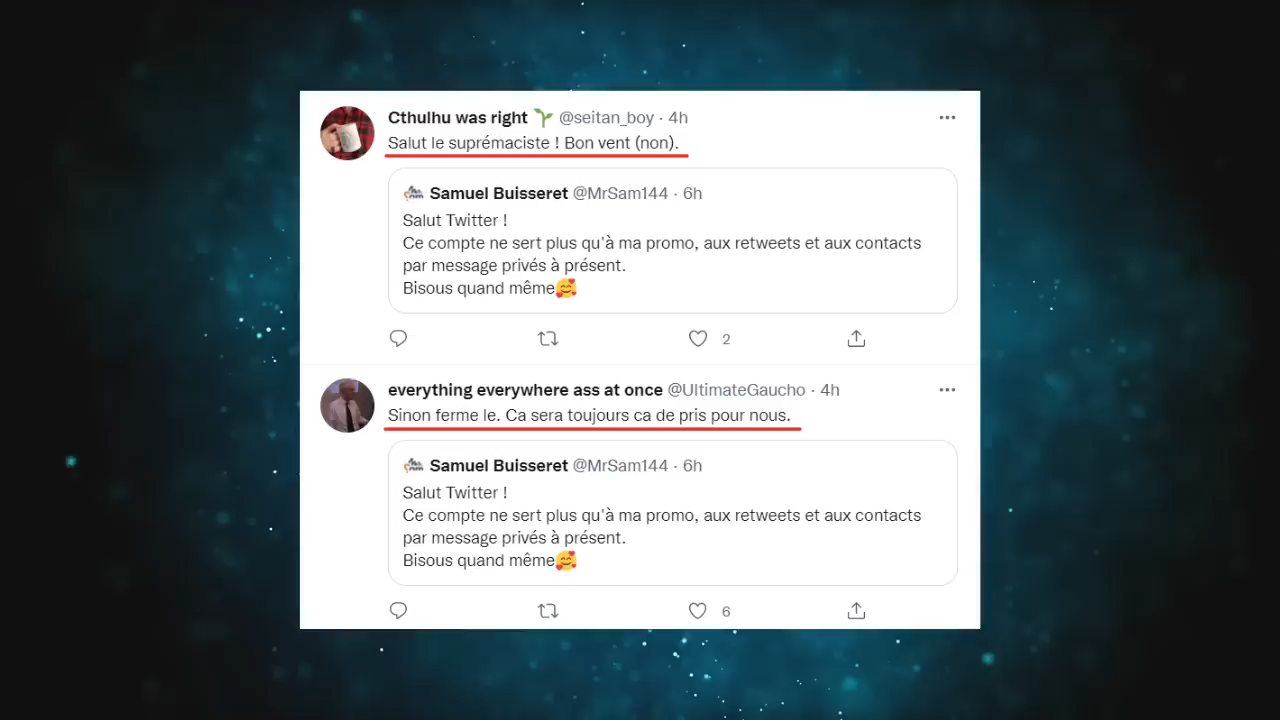 Cthulhu was right 🌱 @seitan_boy · 4h
Salut le suprémaciste ! Bon vent (non).
Samuel Buisseret @MrSam144 · 6h
Salut Twitter !
Ce compte ne sert plus qu'à ma promo, aux retweets et aux contacts
par message privés à présent.
Bisous quand même🥰
2
everything everywhere ass at once @UltimateGaucho · 4h
Sinon ferme le. Ca sera toujours ca de pris pour nous.
Samuel Buisseret @MrSam144 · 6h
Salut Twitter !
Ce compte ne sert plus qu'à ma promo, aux retweets et aux contacts
par message privés à présent.
Bisous quand même🥰
6